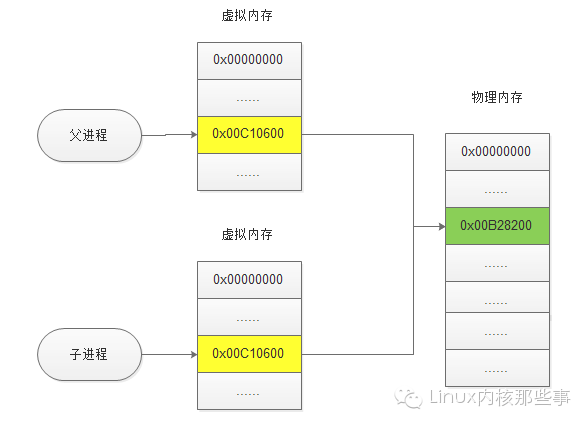 虚拟内存
0x00000000
......
父进程
0x00C10600
......
物理内存
0x00000000
......
0x00B28200
......
......
......
......
虚拟内存
0x00000000
......
子进程
0x00C10600
......
Linux内核那些事